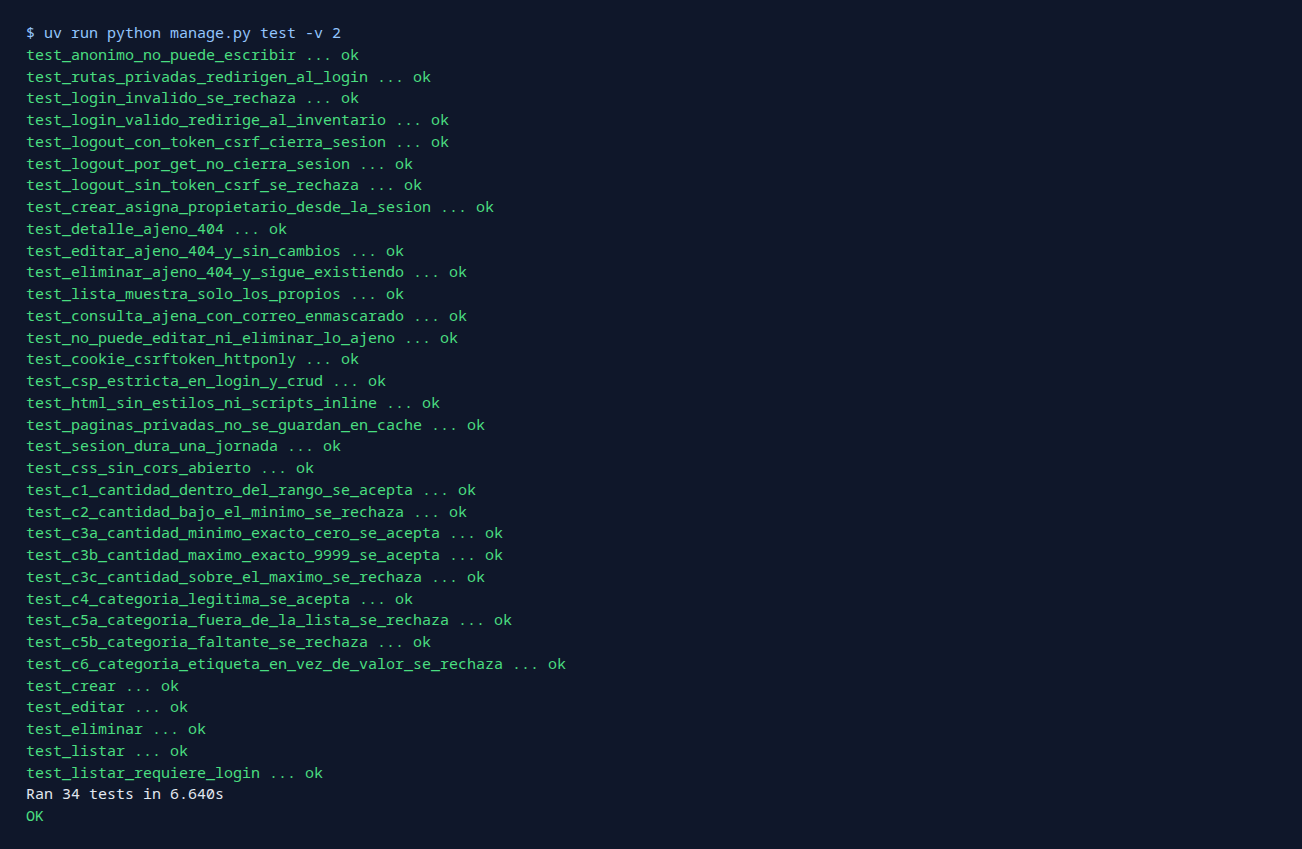 $ uv run python manage.py test -v 2
test_anonimo_no_puede_escribir ... ok
test_rutas_privadas_redirigen_al_login ... ok
test_login_invalido_se_rechaza ... ok
test_login_valido_redirige_al_inventario ... ok
test_logout_con_token_csrf_cierra_sesion ... ok
test_logout_por_get_no_cierra_sesion ... ok
test_logout_sin_token_csrf_se_rechaza ... ok
test_crear_asigna_propietario_desde_la_sesion ... ok
test_detalle_ajeno_404 ... ok
test_editar_ajeno_404_y_sin_cambios ... ok
test_eliminar_ajeno_404_y_sigue_existiendo ... ok
test_lista_muestra_solo_los_propios ... ok
test_consulta_ajena_con_correo_enmascarado ... ok
test_no_puede_editar_ni_eliminar_lo_ajeno ... ok
test_cookie_csrftoken_httponly ... ok
test_csp_estricta_en_login_y_crud ... ok
test_html_sin_estilos_ni_scripts_inline ... ok
test_paginas_privadas_no_se_guardan_en_cache ... ok
test_sesion_dura_una_jornada ... ok
test_css_sin_cors_abierto ... ok
test_c1_cantidad_dentro_del_rango_se_acepta ... ok
test_c2_cantidad_bajo_el_minimo_se_rechaza ... ok
test_c3a_cantidad_minimo_exacto_cero_se_acepta ... ok
test_c3b_cantidad_maximo_exacto_9999_se_acepta ... ok
test_c3c_cantidad_sobre_el_maximo_se_rechaza ... ok
test_c4_categoria_legitima_se_acepta ... ok
test_c5a_categoria_fuera_de_la_lista_se_rechaza ... ok
test_c5b_categoria_faltante_se_rechaza ... ok
test_c6_categoria_etiqueta_en_vez_de_valor_se_rechaza ... ok
test_crear ... ok
test_editar ... ok
test_eliminar ... ok
test_listar ... ok
test_listar_requiere_login ... ok
Ran 34 tests in 6.640s
OK